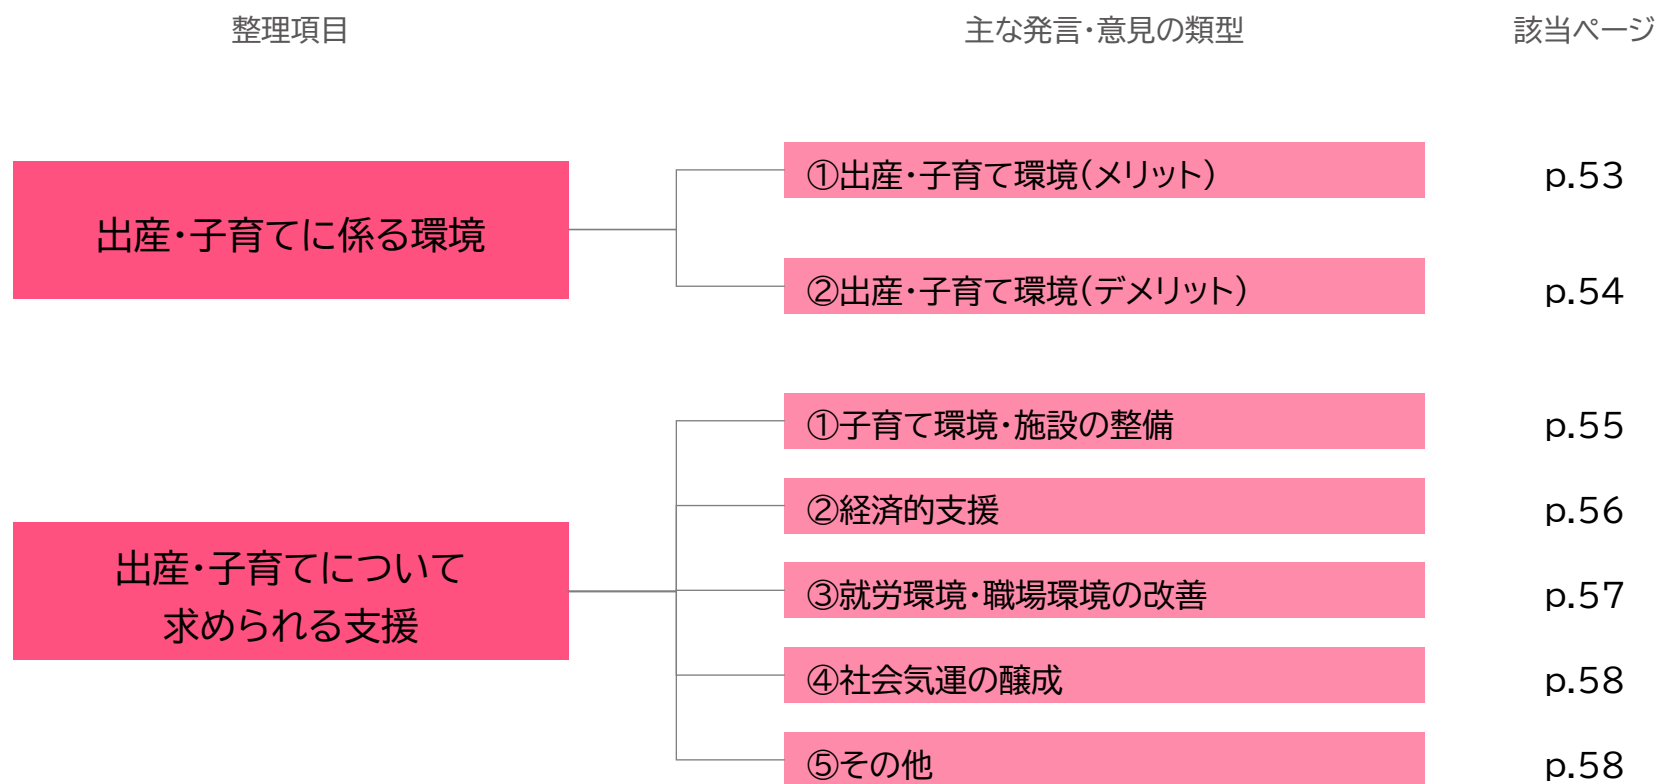 整理項目
主な発言・意見の類型
該当ページ
出産・子育てに係る環境
①出産・子育て環境（メリット）
p.53
②出産・子育て環境（デメリット）
p.54
出産・子育てについて
求められる支援
①子育て環境・施設の整備
p.55
②経済的支援
p.56
③就労環境・職場環境の改善
p.57
④社会気運の醸成
p.58
⑤その他
p.58